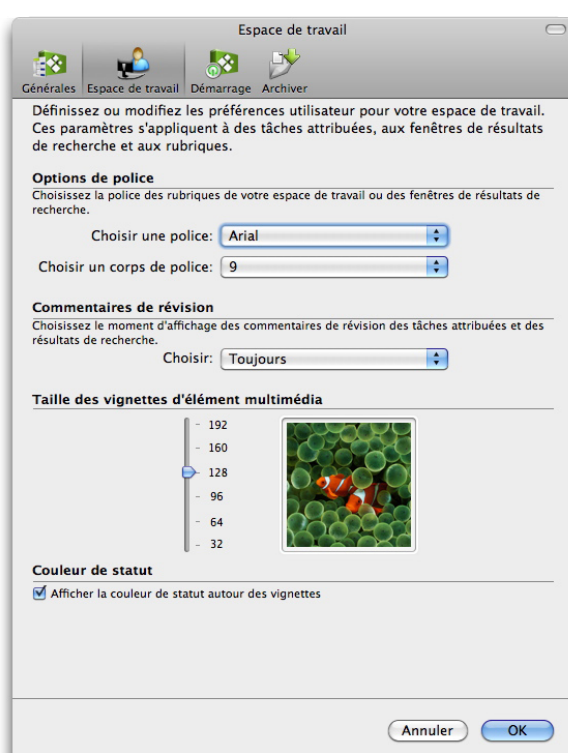 Espace de travail
Générales Espace de travail Démarrage Archiver
Définissez ou modifiez les préférences utilisateur pour votre espace de travail.
Ces paramètres s'appliquent à des tâches attribuées, aux fenêtres de résultats
de recherche et aux rubriques.
Options de police
Choisissez la police des rubriques de votre espace de travail ou des fenêtres de résultats de
recherche.
Choisir une police: Arial
Choisir un corps de police: 9
Commentaires de révision
Choisissez le moment d'affichage des commentaires de révision des tâches attribuées et des
résultats de recherche.
Choisir: Toujours
Taille des vignettes d'élément multimédia
192
160
128
96
64
32
Couleur de statut
Afficher la couleur de statut autour des vignettes
Annuler OK